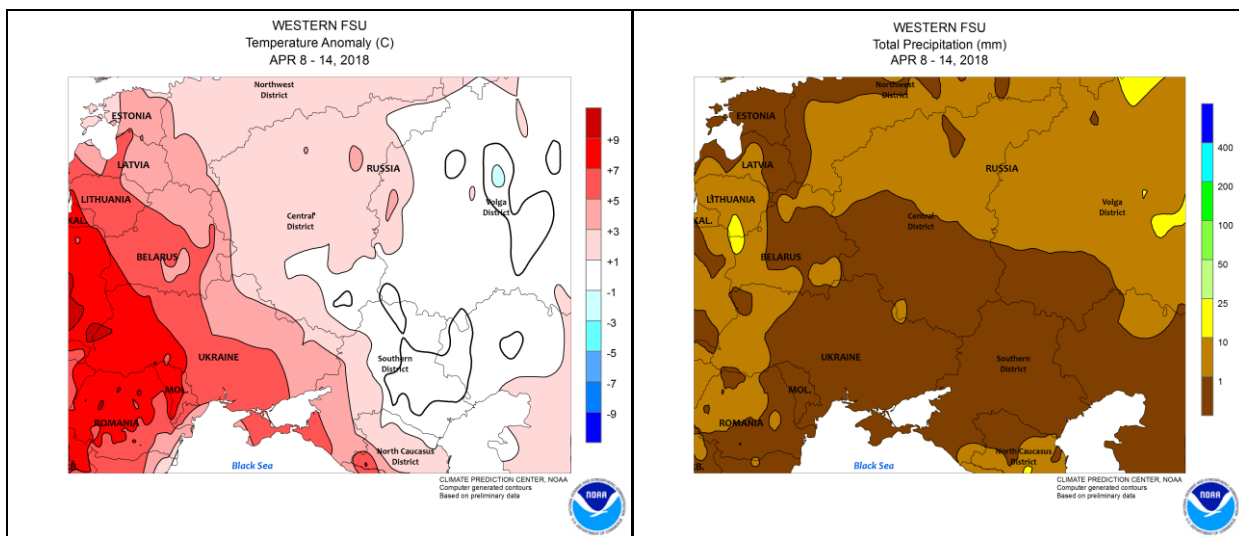 WESTERN FSU
Temperature Anomaly (C)
APR 8 - 14, 2018
Northwest
District
ESTONIA
LATVIA
RUSSIA
LITHUANIA
Volga
District
KAL.
Central
District
BELARUS
UKRAINE
Southern
District
MOL.
ROMANIA
North Caucasus
District
Black Sea
+9
+7
+5
+3
+1
-1
-3
-5
-7
-9
CLIMATE PREDICTION CENTER, NOAA
Computer generated contours
Based on preliminary data
NOAA
WESTERN FSU
Total Precipitation (mm)
APR 8 - 14, 2018
Northwest
District
ESTONIA
LATVIA
RUSSIA
LITHUANIA
Volga
District
KAL.
Central
District
BELARUS
UKRAINE
Southern
District
MOL.
ROMANIA
North Caucasus
District
Black Sea
400
200
100
50
25
10
1
CLIMATE PREDICTION CENTER, NOAA
Computer generated contours
Based on preliminary data
NOAA